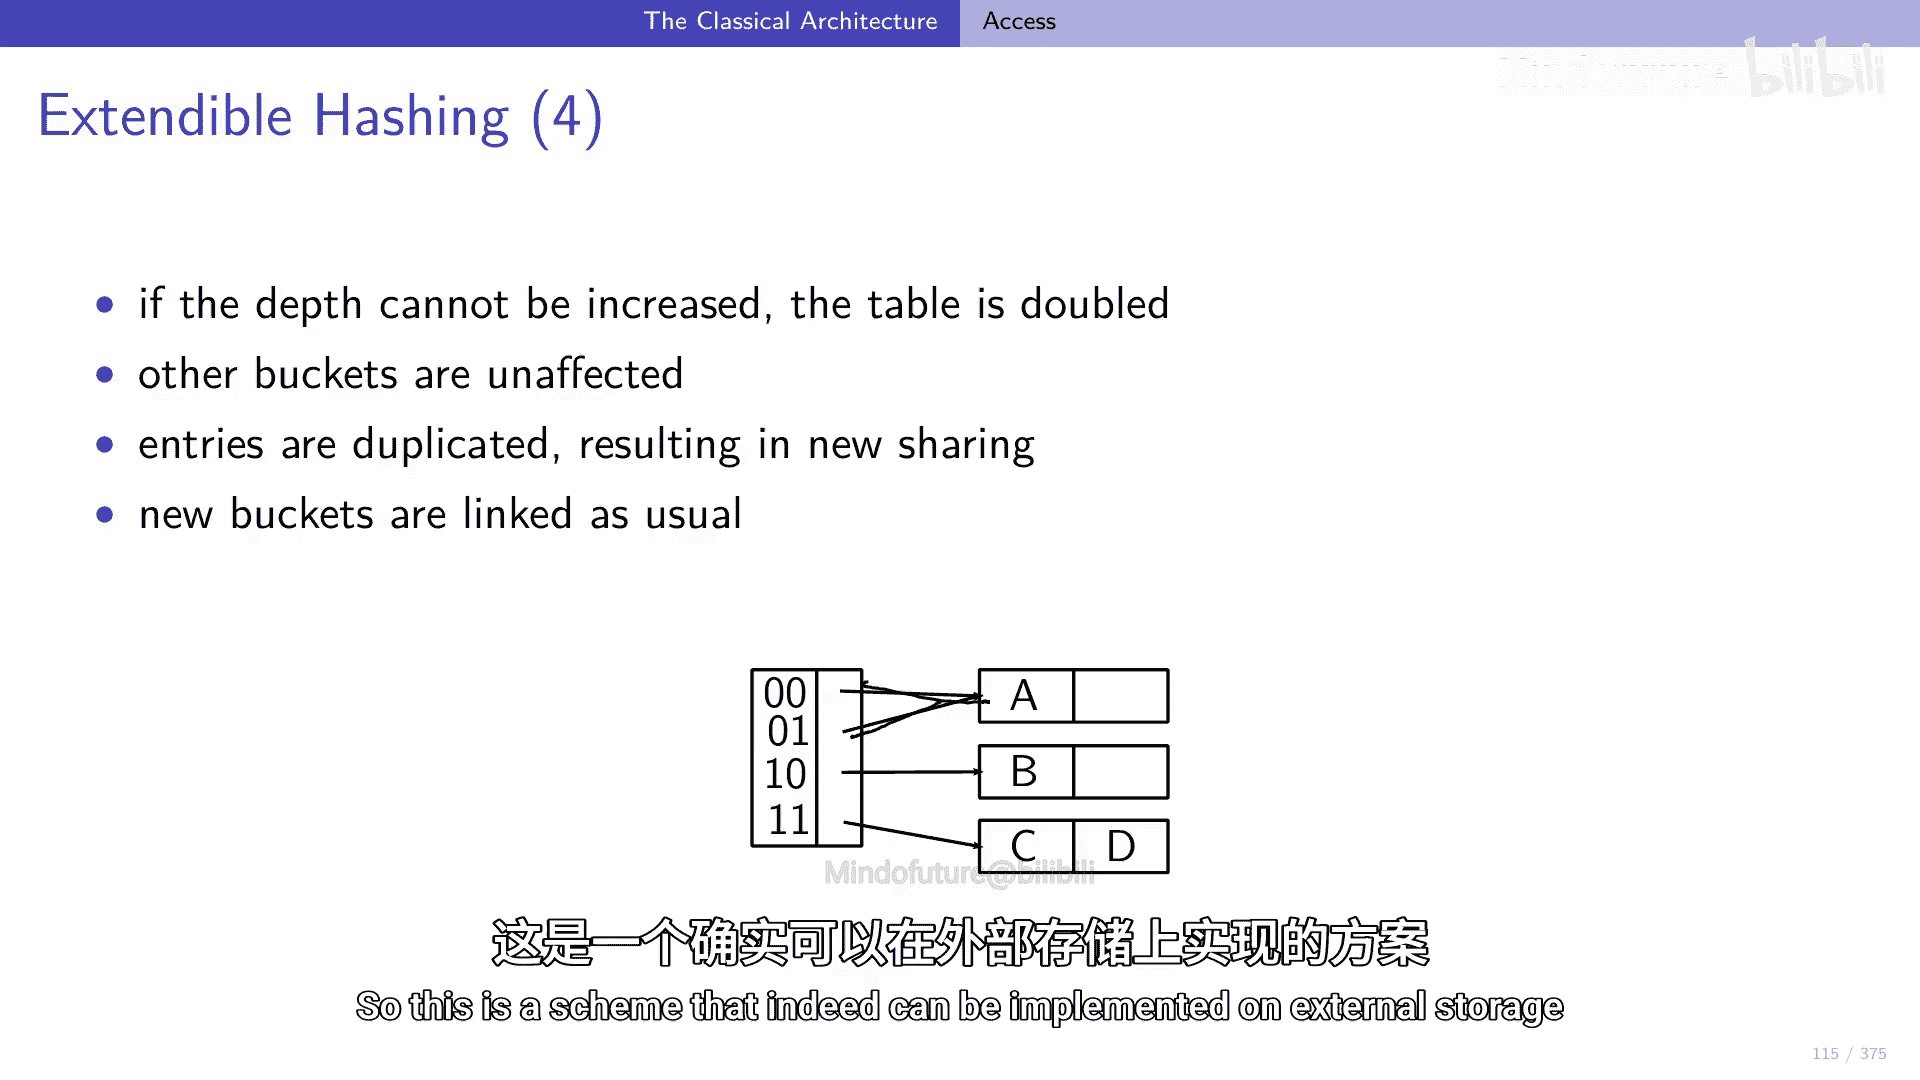 The Classical Architecture
Access
bilibili
Extendible Hashing (4)
if the depth cannot be increased, the table is doubled
other buckets are unaffected
entries are duplicated, resulting in new sharing
new buckets are linked as usual
00
01
10
11
A
B
C D
Mindofuture@bilibili
这是一个确实可以在外部存储上实现的方案
So this is a scheme that indeed can be implemented on external storage
115 / 375